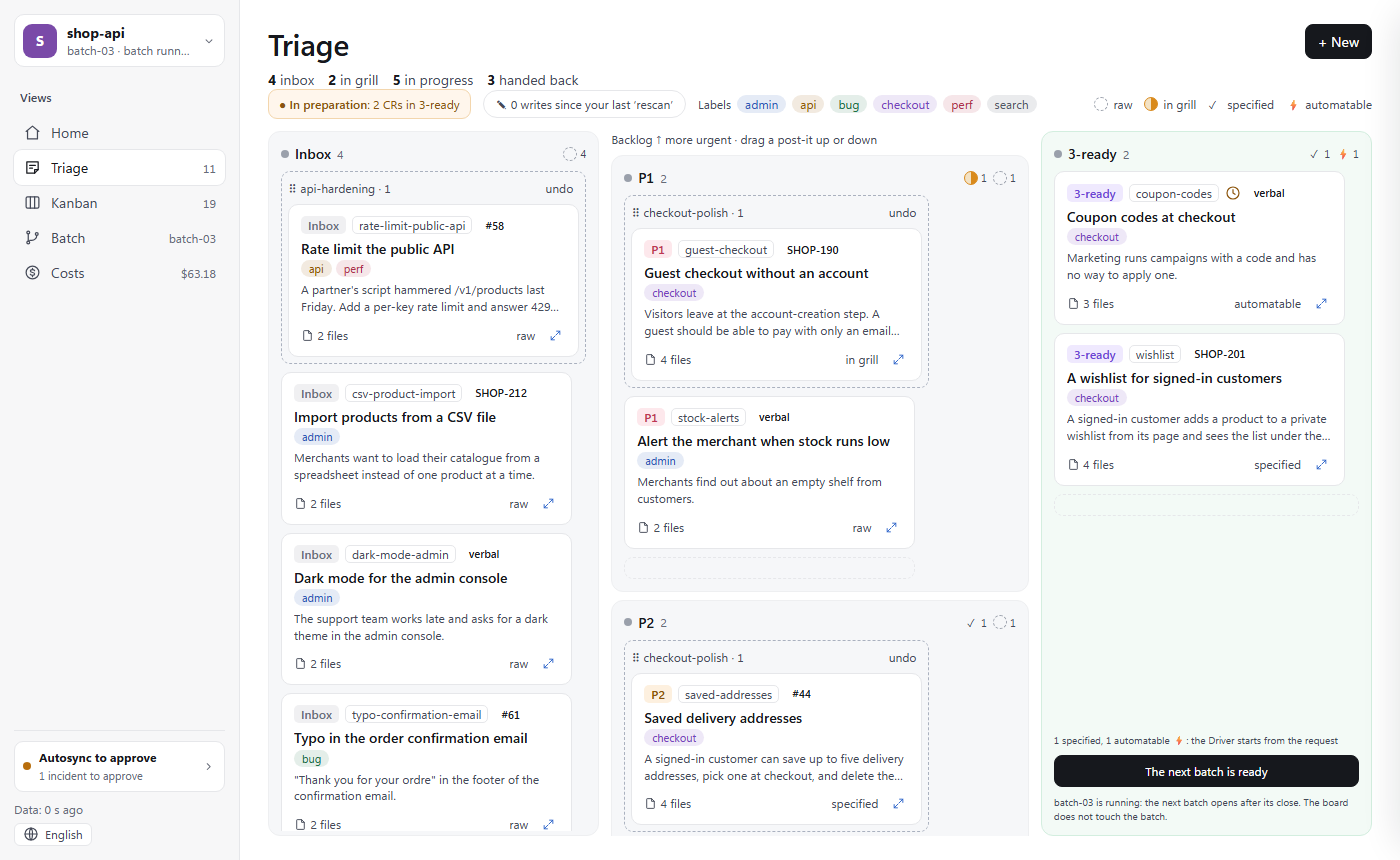 S
shop-api
batch-03 · batch runn...
Views
Home
Triage 11
Kanban 19
Batch batch-03
Costs $63.18
Autosync to approve
1 incident to approve
Data: 0 s ago
English
Triage
+ New
4 inbox 2 in grill 5 in progress 3 handed back
In preparation: 2 CRs in 3-ready
0 writes since your last ‘rescan’
Labels admin api bug checkout perf search
raw in grill ✓ specified automatable
Inbox 4
4
api-hardening · 1 undo
Inbox rate-limit-public-api #58
Rate limit the public API
api perf
A partner's script hammered /v1/products last
Friday. Add a per-key rate limit and answer 429...
2 files raw
Inbox csv-product-import SHOP-212
Import products from a CSV file
admin
Merchants want to load their catalogue from a
spreadsheet instead of one product at a time.
2 files raw
Inbox dark-mode-admin verbal
Dark mode for the admin console
admin
The support team works late and asks for a dark
theme in the admin console.
2 files raw
Inbox typo-confirmation-email #61
Typo in the order confirmation email
bug
"Thank you for your ordre" in the footer of the
confirmation email.
2 files raw
Backlog ↑ more urgent · drag a post-it up or down
P1 2
1 1
checkout-polish · 1 undo
P1 guest-checkout SHOP-190
Guest checkout without an account
checkout
Visitors leave at the account-creation step. A
guest should be able to pay with only an email...
4 files in grill
P1 stock-alerts verbal
Alert the merchant when stock runs low
admin
Merchants find out about an empty shelf from
customers.
2 files raw
P2 2
✓ 1 1
checkout-polish · 1 undo
P2 saved-addresses #44
Saved delivery addresses
checkout
A signed-in customer can save up to five delivery
addresses, pick one at checkout, and delete the...
4 files specified
3-ready 2
✓ 1 1
3-ready coupon-codes verbal
Coupon codes at checkout
checkout
Marketing runs campaigns with a code and has
no way to apply one.
3 files automatable
3-ready wishlist SHOP-201
A wishlist for signed-in customers
checkout
A signed-in customer adds a product to a private
wishlist from its page and sees the list under the...
4 files specified
1 specified, 1 automatable : the Driver starts from the request
The next batch is ready
batch-03 is running: the next batch opens after its close. The board
does not touch the batch.